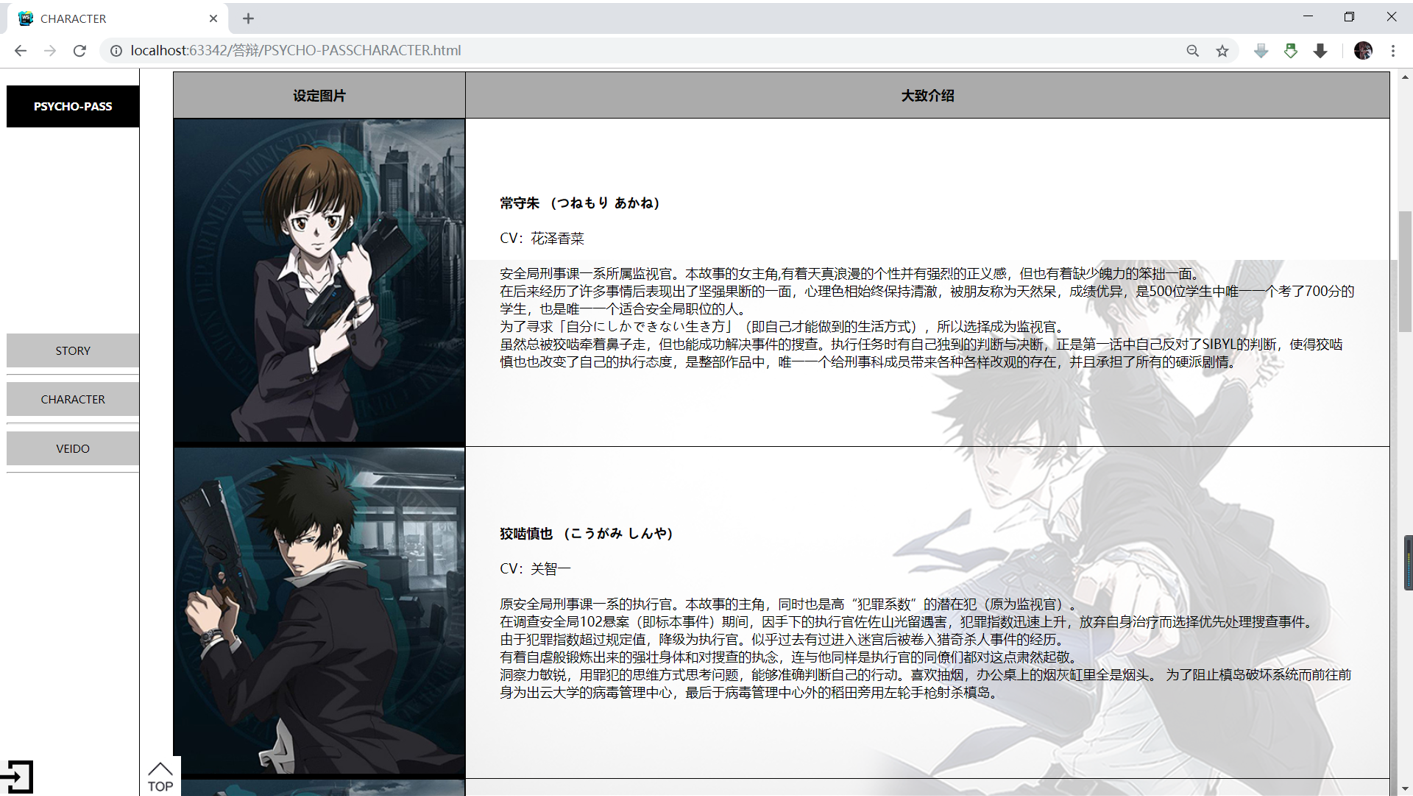 CHARACTER
localhost:63342/答辩/PSYCHO-PASSCHARACTER.html
PSYCHO-PASS
STORY
CHARACTER
VEIDO
TOP
设定图片
大致介绍
常守朱 （つねもり あかね）
CV：花泽香菜
安全局刑事课一系所属监视官。本故事的女主角,有着天真浪漫的个性并有强烈的正义感，但也有着缺少魄力的笨拙一面。
在后来经历了许多事情后表现出了坚强果断的一面，心理色相始终保持清澈，被朋友称为天然呆，成绩优异，是500位学生中唯一一个考了700分的
学生，也是唯一一个适合安全局职位的人。
为了寻求「自分にしかできない生き方」（即自己才能做到的生活方式），所以选择成为监视官。
虽然总被狡啮牵着鼻子走，但也能成功解决事件的搜查。执行任务时有自己独到的判断与决断，正是第一话中自己反对了SIBYL的判断，使得狡啮
慎也也改变了自己的执行态度，是整部作品中，唯一一个给刑事科成员带来各种各样改观的存在，并且承担了所有的硬派剧情。
狡啮慎也 （こうがみ しんや）
CV：关智一
原安全局刑事课一系的执行官。本故事的主角，同时也是高“犯罪系数”的潜在犯（原为监视官）。
在调查安全局102悬案（即标本事件）期间，因手下的执行官佐佐山光留遇害，犯罪指数迅速上升，放弃自身治疗而选择优先处理搜查事件。
由于犯罪指数超过规定值，降级为执行官。似乎过去有过进入迷宫后被卷入猎奇杀人事件的经历。
有着自虐般锻炼出来的强壮身体和对搜查的执念，连与他同样是执行官的同僚们都对这点肃然起敬。
洞察力敏锐，用罪犯的思维方式思考问题，能够准确判断自己的行动。喜欢抽烟，办公桌上的烟灰缸里全是烟头。 为了阻止槙岛破坏系统而前往前
身为出云大学的病毒管理中心，最后于病毒管理中心外的稻田旁用左轮手枪射杀槙岛。